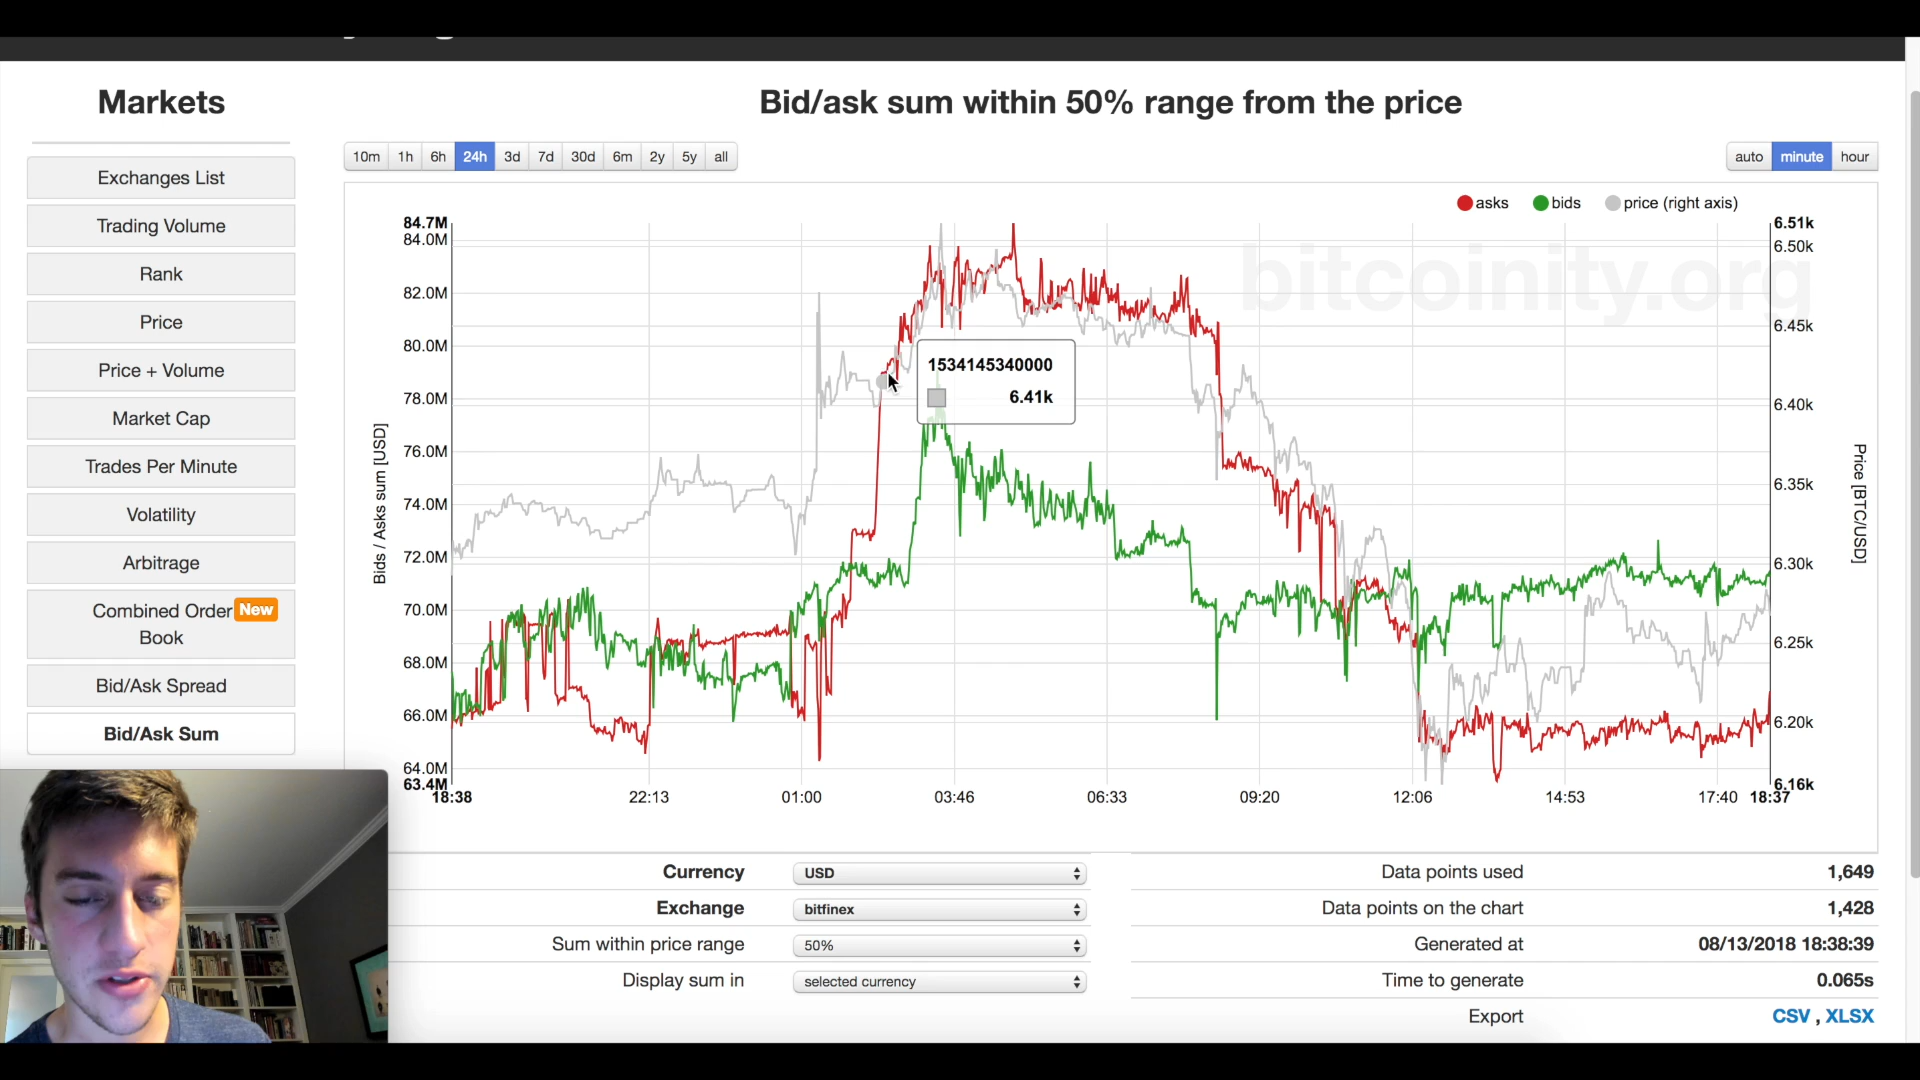 Markets
Exchanges List
Trading Volume
Rank
Price
Price + Volume
Market Cap
Trades Per Minute
Volatility
Arbitrage
Combined Order New
Book
Bid/Ask Spread
Bid/Ask Sum
Bid/ask sum within 50% range from the price
10m 1h 6h 24h 3d 7d 30d 6m 2y 5y all
auto minute hour
asks bids price (right axis)
bitcoinity.org
84.7M
84.0M
82.0M
80.0M
78.0M
76.0M
74.0M
72.0M
70.0M
68.0M
66.0M
64.0M
63.4M
Bids / Asks sum [USD]
1534145340000
6.41k
6.51k
6.50k
6.45k
6.40k
6.35k
6.30k
6.25k
6.20k
6.16k
Price [BTC/USD]
18:38 22:13 01:00 03:46 06:33 09:20 12:06 14:53 17:40 18:37
Currency USD
Exchange bitfinex
Sum within price range 50%
Display sum in selected currency
Data points used 1,649
Data points on the chart 1,428
Generated at 08/13/2018 18:38:39
Time to generate 0.065s
Export CSV , XLSX